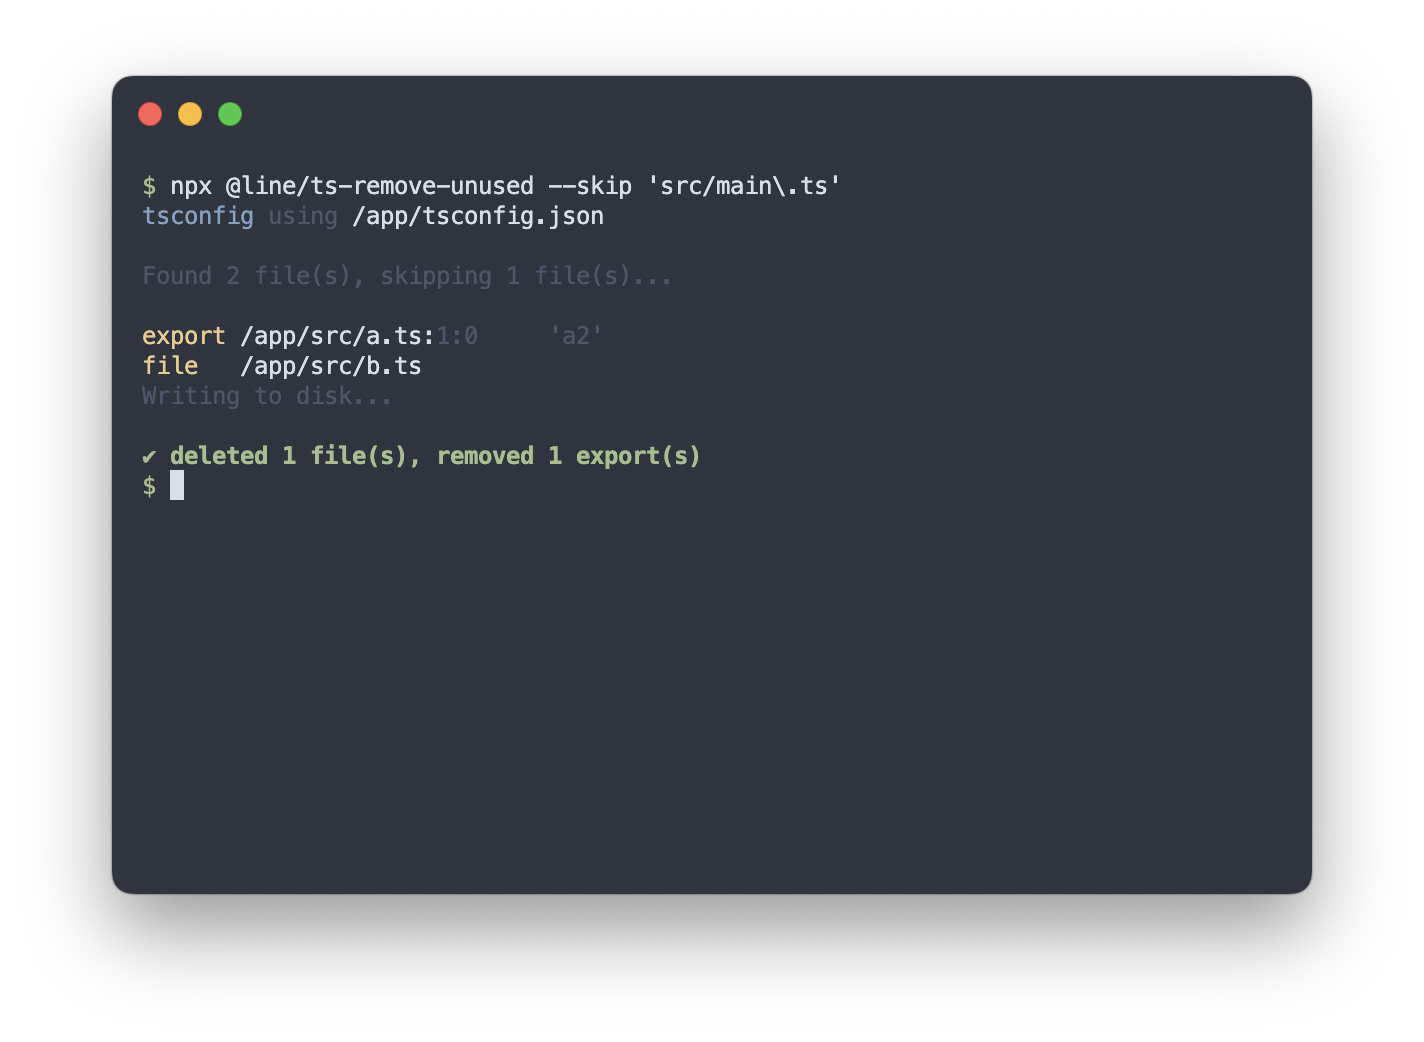 $ npx @line/ts-remove-unused --skip 'src/main\.ts'
tsconfig using /app/tsconfig.json
Found 2 file(s), skipping 1 file(s)...
export /app/src/a.ts:1:0     'a2'
file   /app/src/b.ts
Writing to disk...
✔ deleted 1 file(s), removed 1 export(s)
$